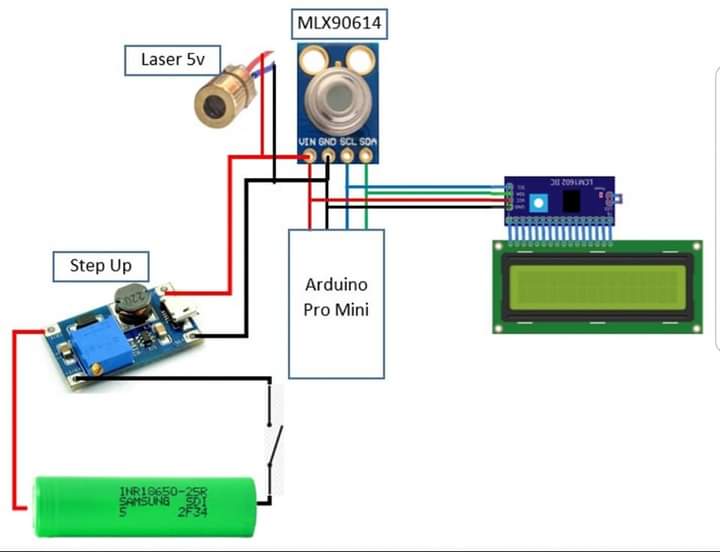 MLX90614
Laser 5v
VIN GND SCL SDA
LCM1602 IIC
Step Up
220
Arduino
Pro Mini
INR18650-25R
SAMSUNG SDI
5 2F34